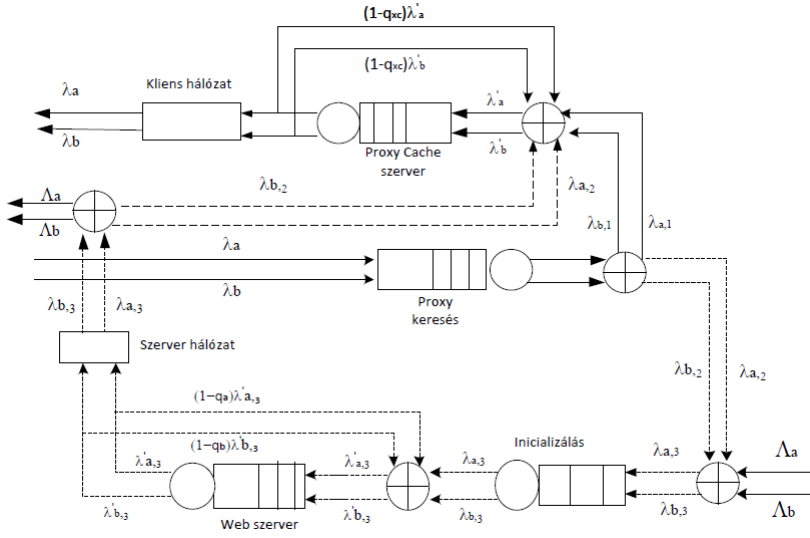 (1-qxc)λ'a
(1-qxc)λ'b
Kliens hálózat
λa
λb
λ'a
λ'b
Proxy Cache
szerver
λb,2
λa,2
Λa
Λb
λb,1
λa,1
λa
λb
Proxy
keresés
λb,3
λa,3
Szerver hálózat
λb,2
λa,2
(1-qa)λ'a,3
(1-qb)λ'b,3
Inicializálás
λ'a,3
λ'a,3
λa,3
λa,3
Λa
λ'b,3
λ'b,3
λb,3
λb,3
Λb
Web szerver